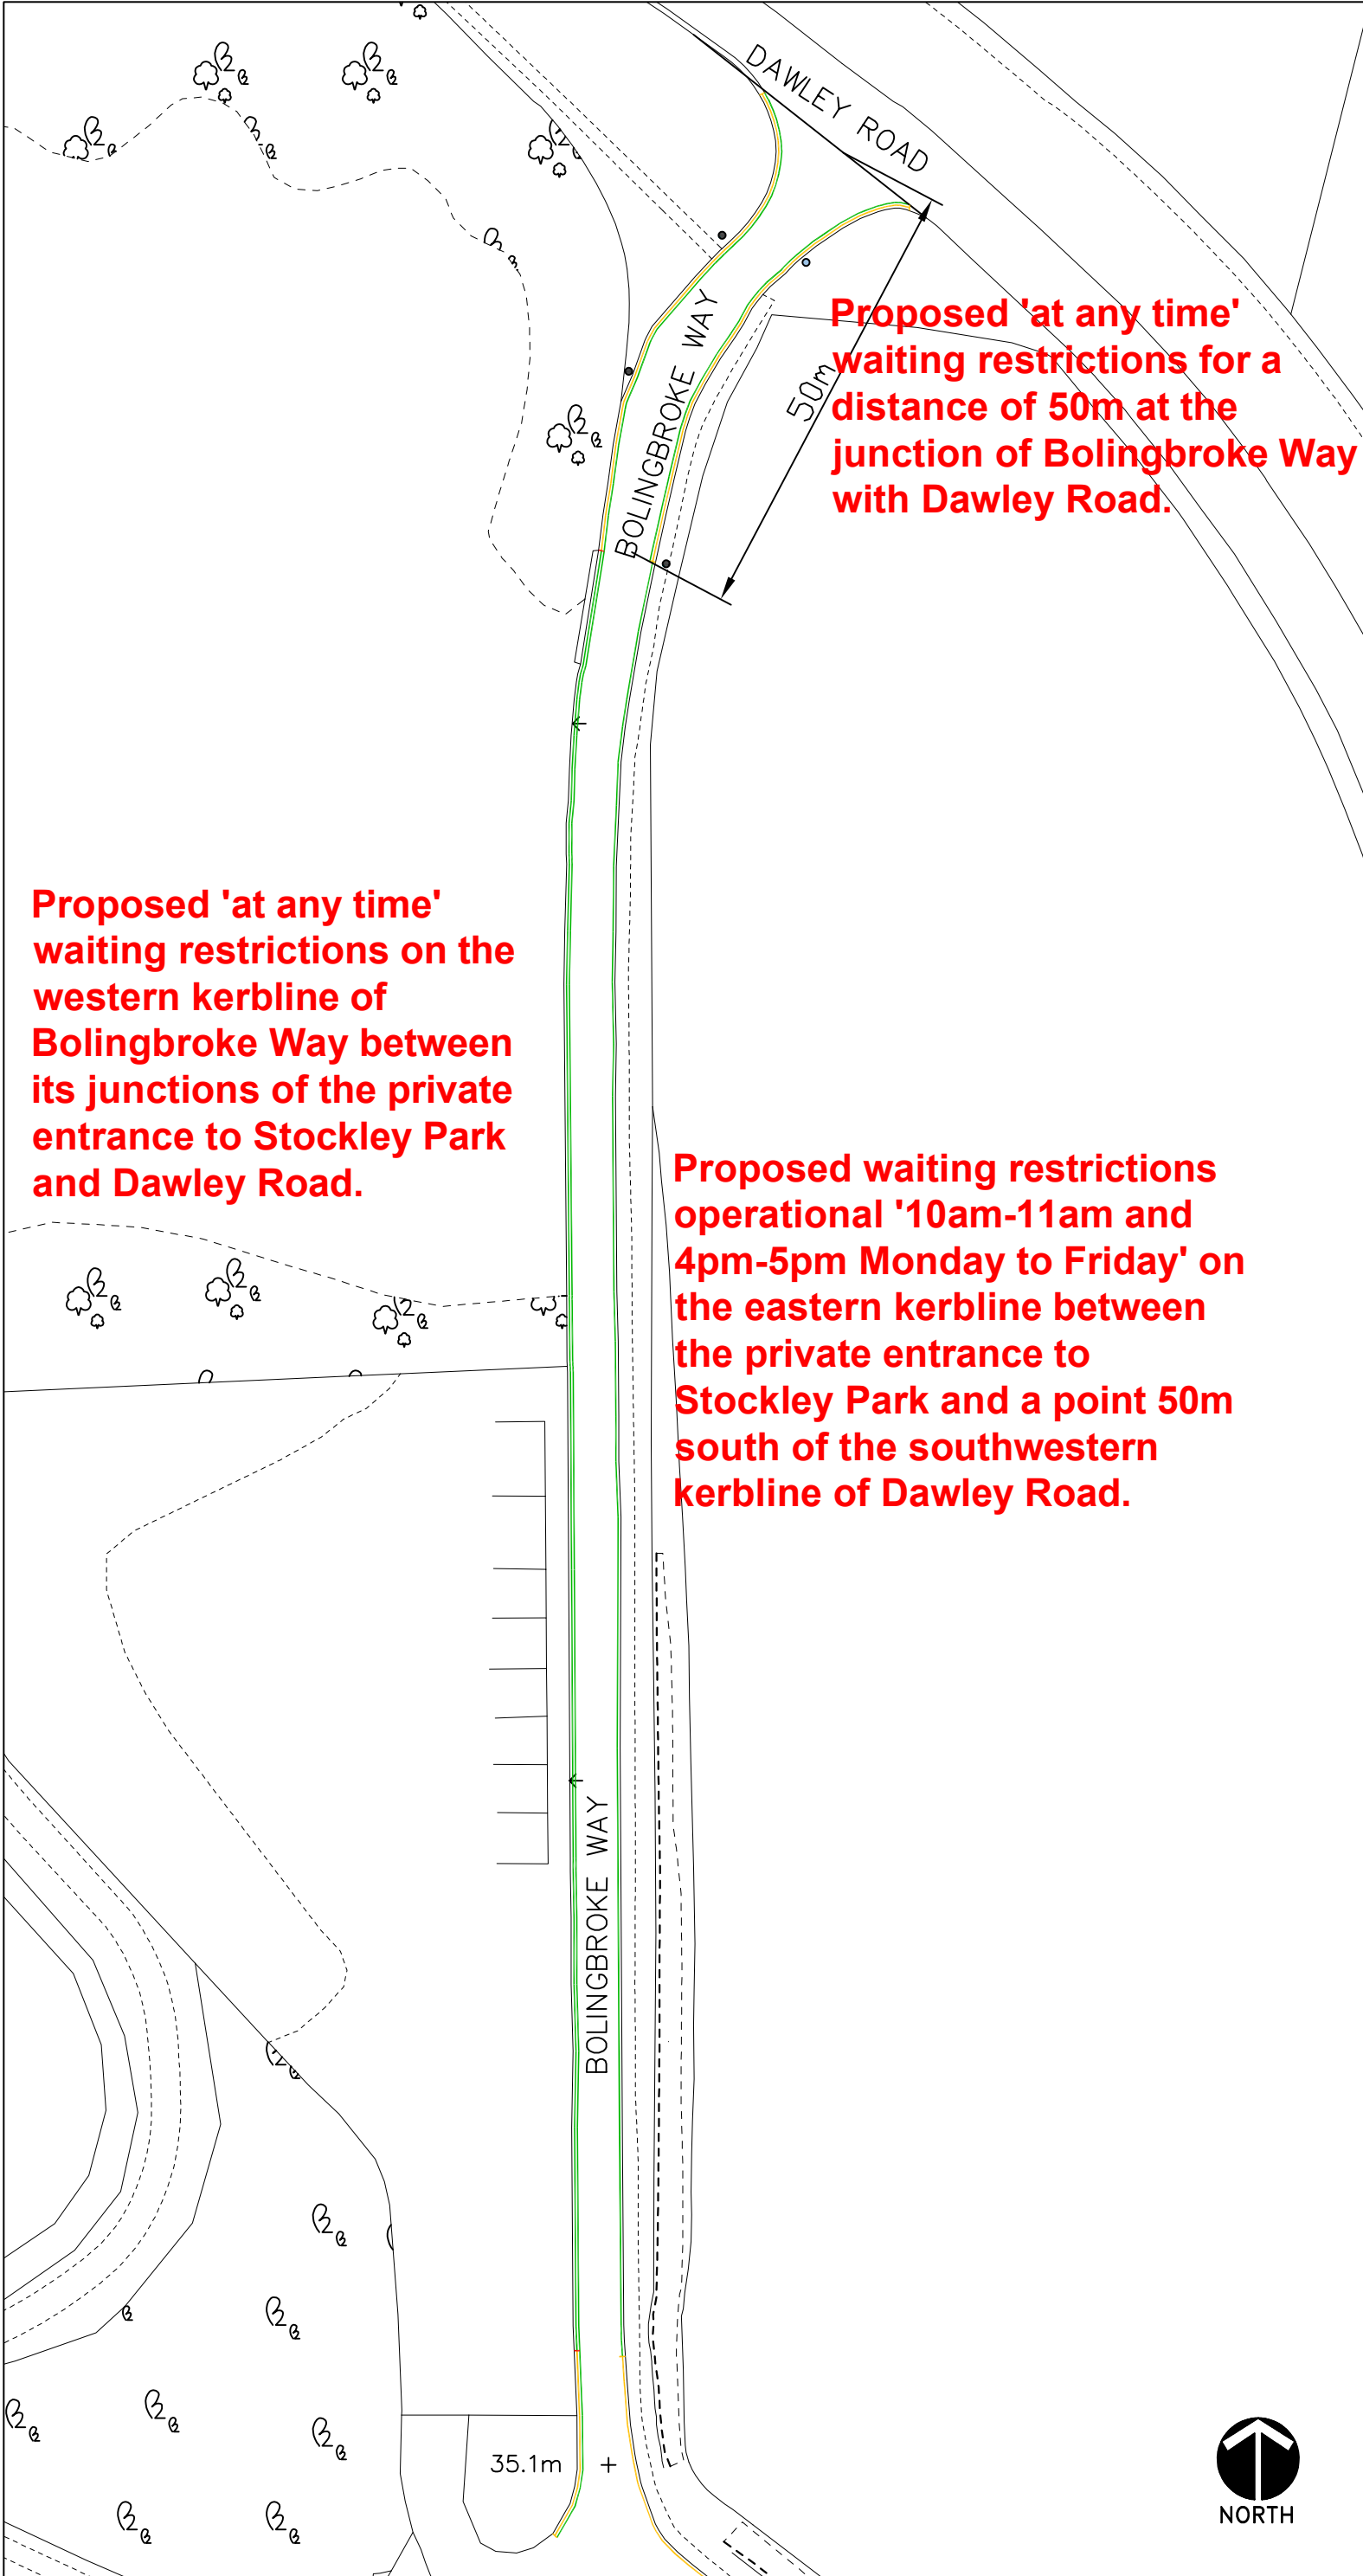 DAWLEY ROAD
BOLINGBROKE WAY
50m
Proposed 'at any time'
waiting restrictions for a
distance of 50m at the
junction of Bolingbroke Way
with Dawley Road.
Proposed 'at any time'
waiting restrictions on the
western kerbline of
Bolingbroke Way between
its junctions of the private
entrance to Stockley Park
and Dawley Road.
Proposed waiting restrictions
operational '10am-11am and
4pm-5pm Monday to Friday' on
the eastern kerbline between
the private entrance to
Stockley Park and a point 50m
south of the southwestern
kerbline of Dawley Road.
BOLINGBROKE WAY
35.1m
NORTH